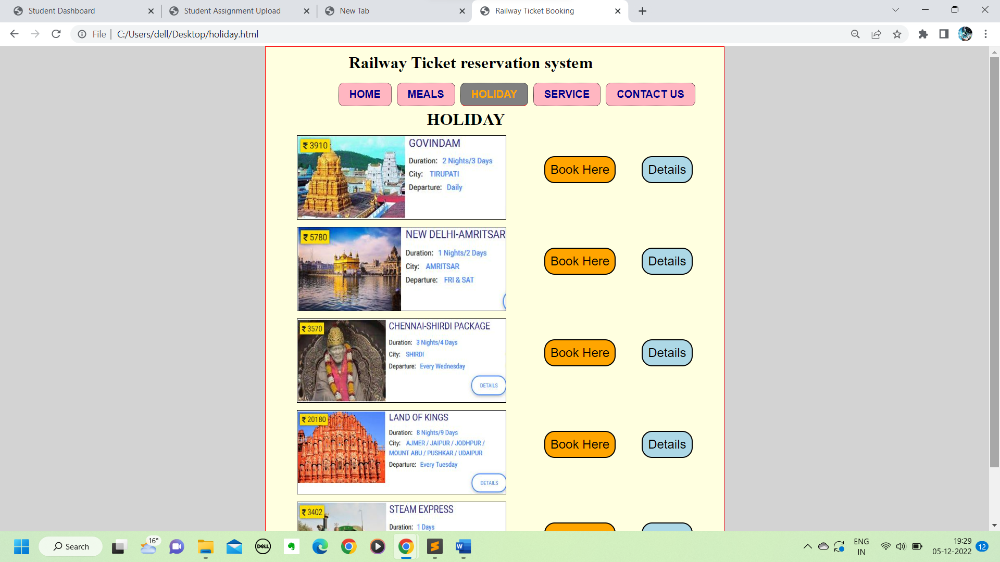 Student Dashboard
Student Assignment Upload
New Tab
Railway Ticket Booking
File | C:/Users/dell/Desktop/holiday.html
Railway Ticket reservation system
HOME
MEALS
HOLIDAY
SERVICE
CONTACT US
HOLIDAY
₹ 3910
GOVINDAM
Duration: 2 Nights/3 Days
City: TIRUPATI
Departure: Daily
Book Here
Details
₹ 5780
NEW DELHI-AMRITSAR
Duration: 1 Nights/2 Days
City: AMRITSAR
Departure: FRI & SAT
Book Here
Details
₹ 3570
CHENNAI-SHIRDI PACKAGE
Duration: 3 Nights/4 Days
City: SHIRDI
Departure: Every Wednesday
DETAILS
Book Here
Details
₹ 20180
LAND OF KINGS
Duration: 8 Nights/9 Days
City: AJMER / JAIPUR / JODHPUR /
MOUNT ABU / PUSHKAR / UDAIPUR
Departure: Every Tuesday
DETAILS
Book Here
Details
₹ 3402
STEAM EXPRESS
Duration: 1 Days
Search
16°
DELL
W
ENG
IN
19:29
05-12-2022
12